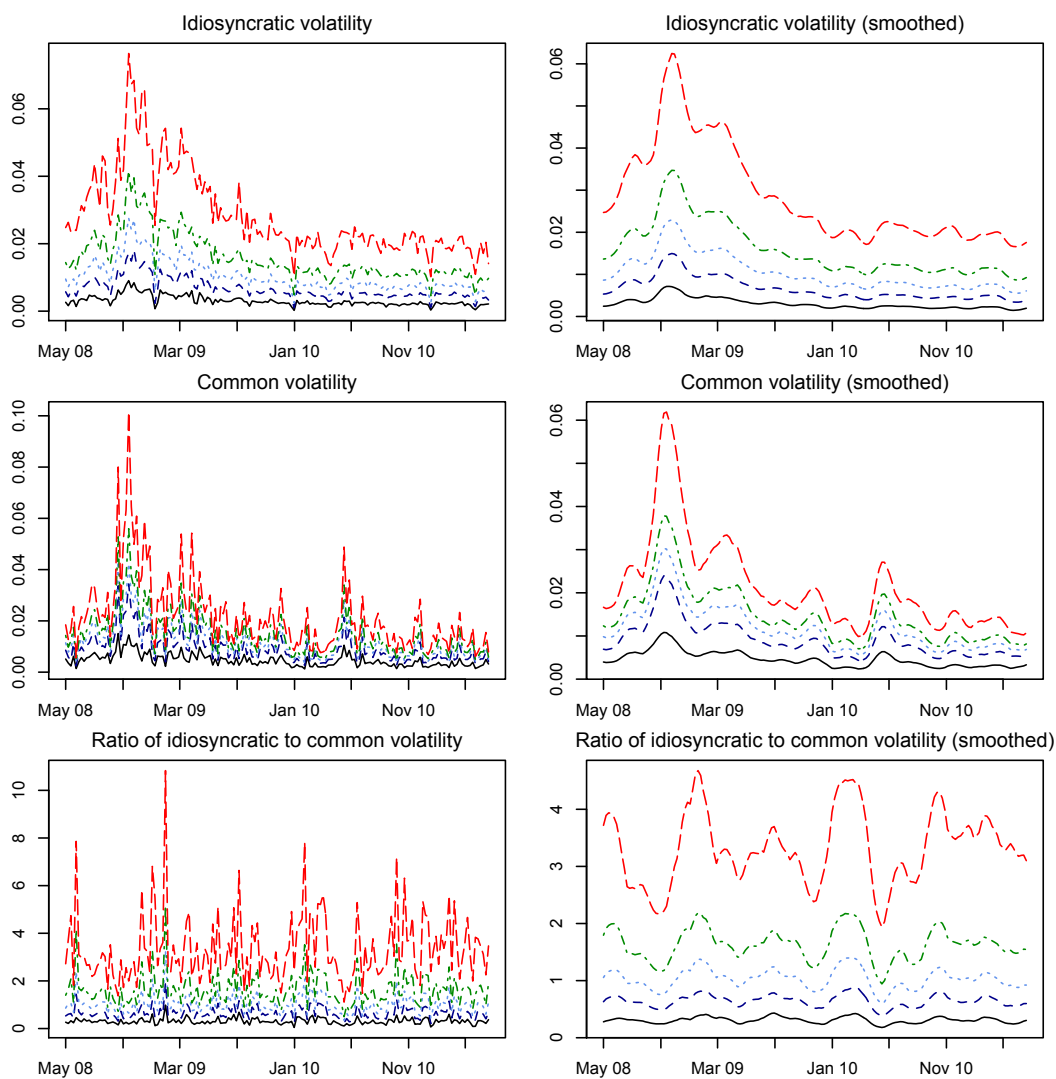 Idiosyncratic volatility
0.00 0.02 0.04 0.06
May 08 Mar 09 Jan 10 Nov 10
Idiosyncratic volatility (smoothed)
0.00 0.02 0.04 0.06
May 08 Mar 09 Jan 10 Nov 10
Common volatility
0.00 0.02 0.04 0.06 0.08 0.10
May 08 Mar 09 Jan 10 Nov 10
Common volatility (smoothed)
0.00 0.02 0.04 0.06
May 08 Mar 09 Jan 10 Nov 10
Ratio of idiosyncratic to common volatility
0 2 4 6 8 10
May 08 Mar 09 Jan 10 Nov 10
Ratio of idiosyncratic to common volatility (smoothed)
0 1 2 3 4
May 08 Mar 09 Jan 10 Nov 10